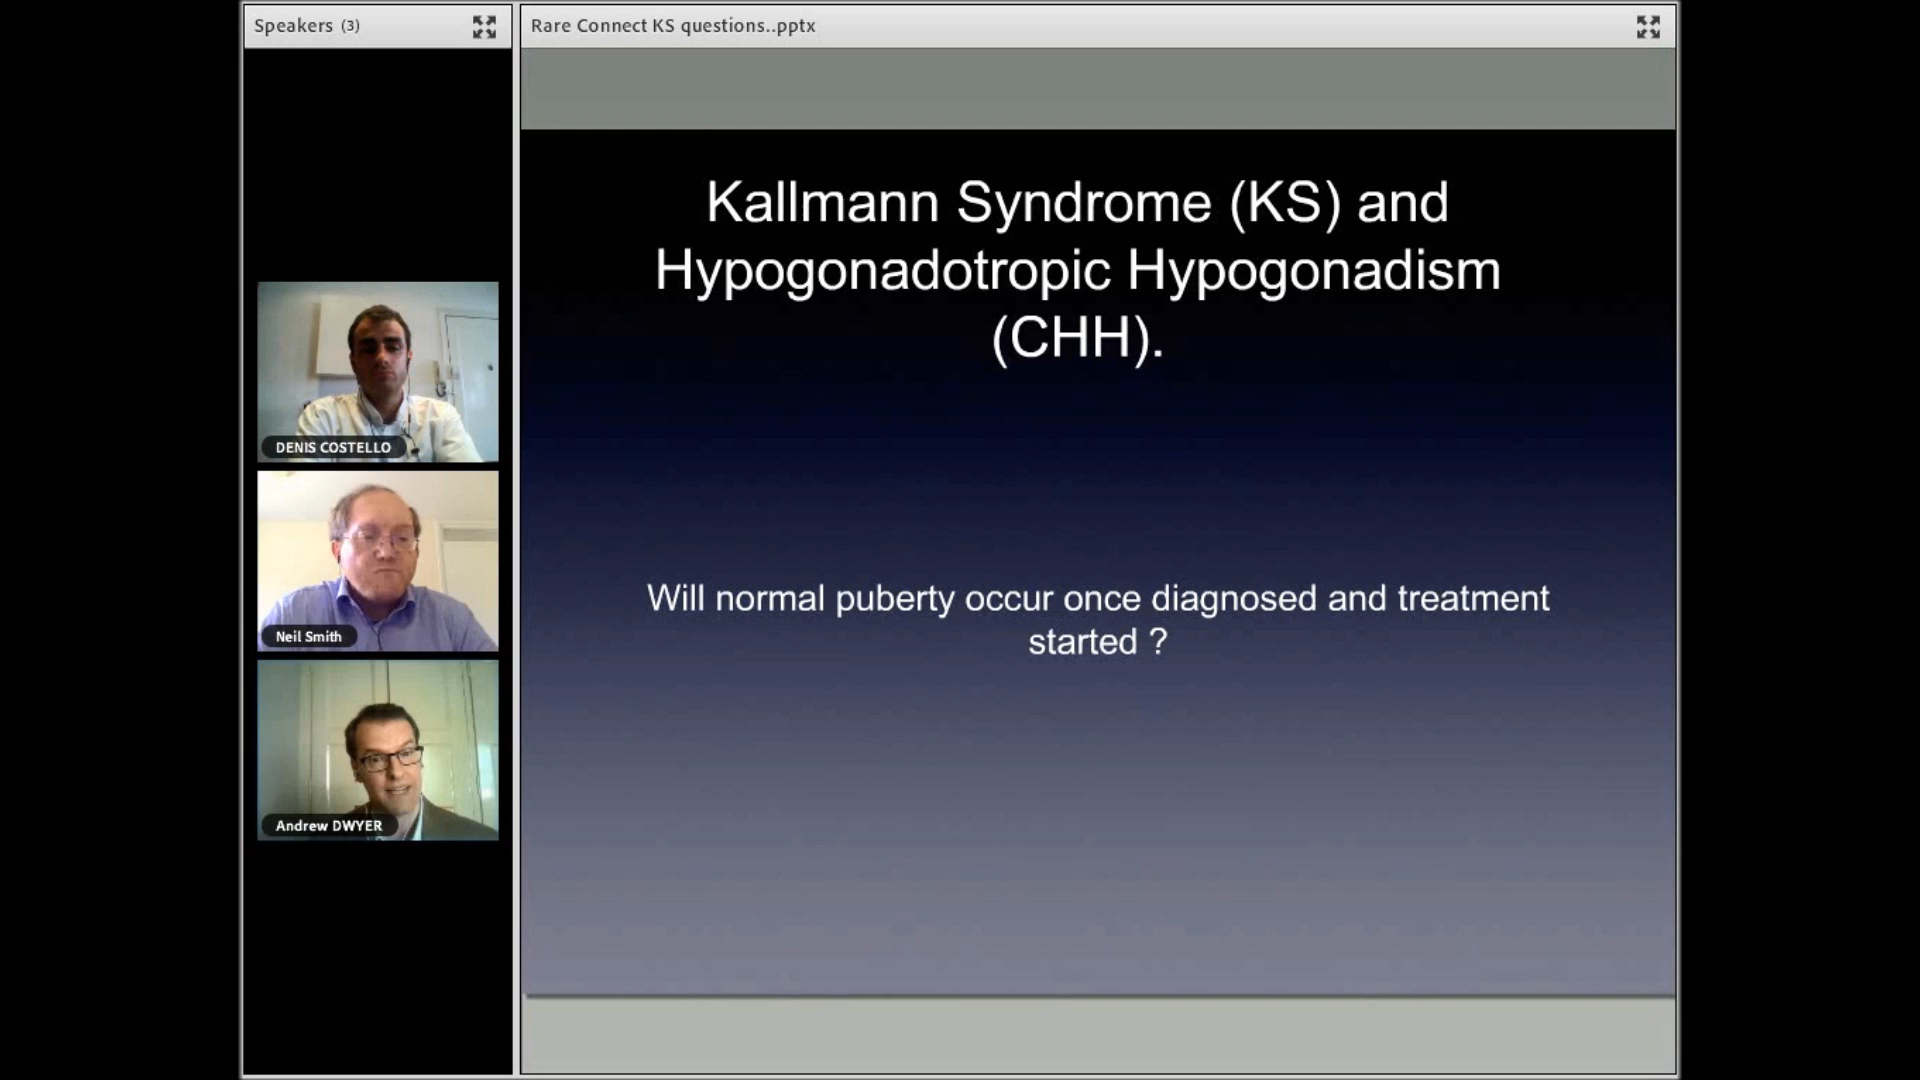 Speakers (3)
Rare Connect KS questions..pptx
Kallmann Syndrome (KS) and
Hypogonadotropic Hypogonadism
(CHH).
Will normal puberty occur once diagnosed and treatment
started ?
DENIS COSTELLO
Neil Smith
Andrew DWYER